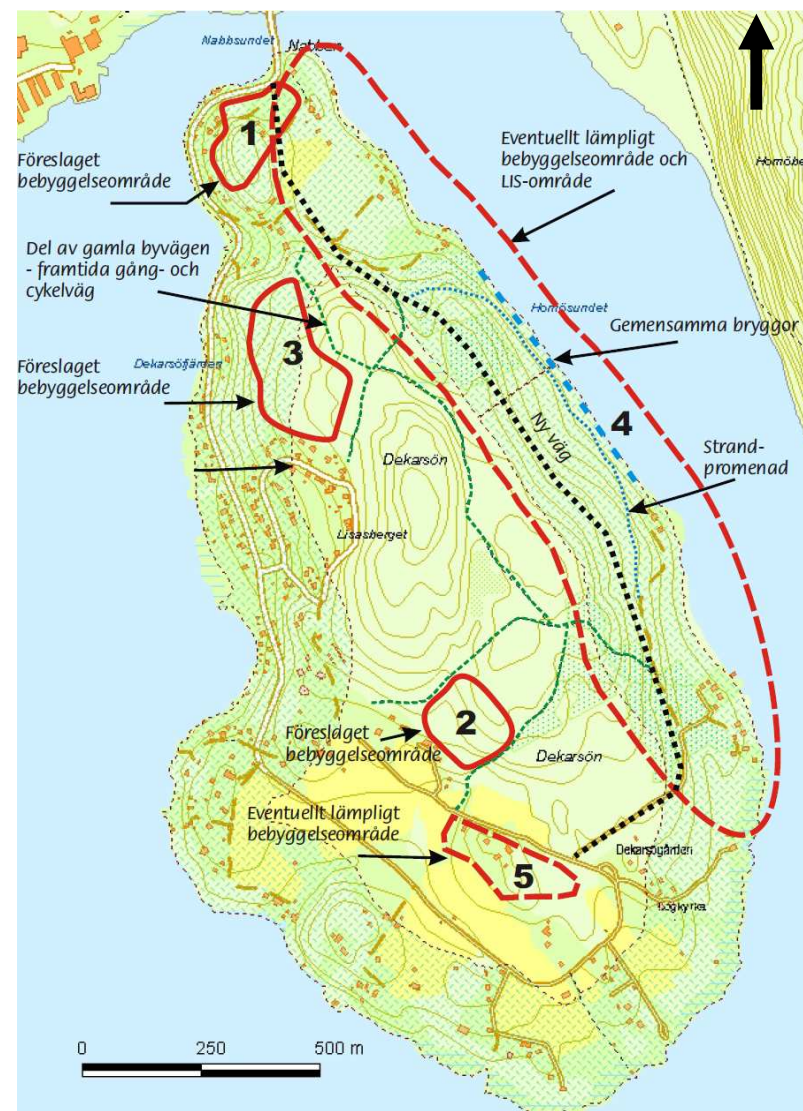 Nabbsundet
Nabben
1
Föreslaget
bebyggelseområde
Eventuellt lämpligt
bebyggelseområde och
LIS-område
Del av gamla byvägen
- framtida gång- och
cykelväg
Homösundet
Gemensamma bryggor
3
Dekarsöfjärden
Föreslaget
bebyggelseområde
4
Ny väg
Strand-
promenad
Dekarsön
Lisasberget
2
Föreslaget
bebyggelseområde
Dekarsön
Eventuellt lämpligt
bebyggelseområde
5
Dekarsögården
0 250 500 m